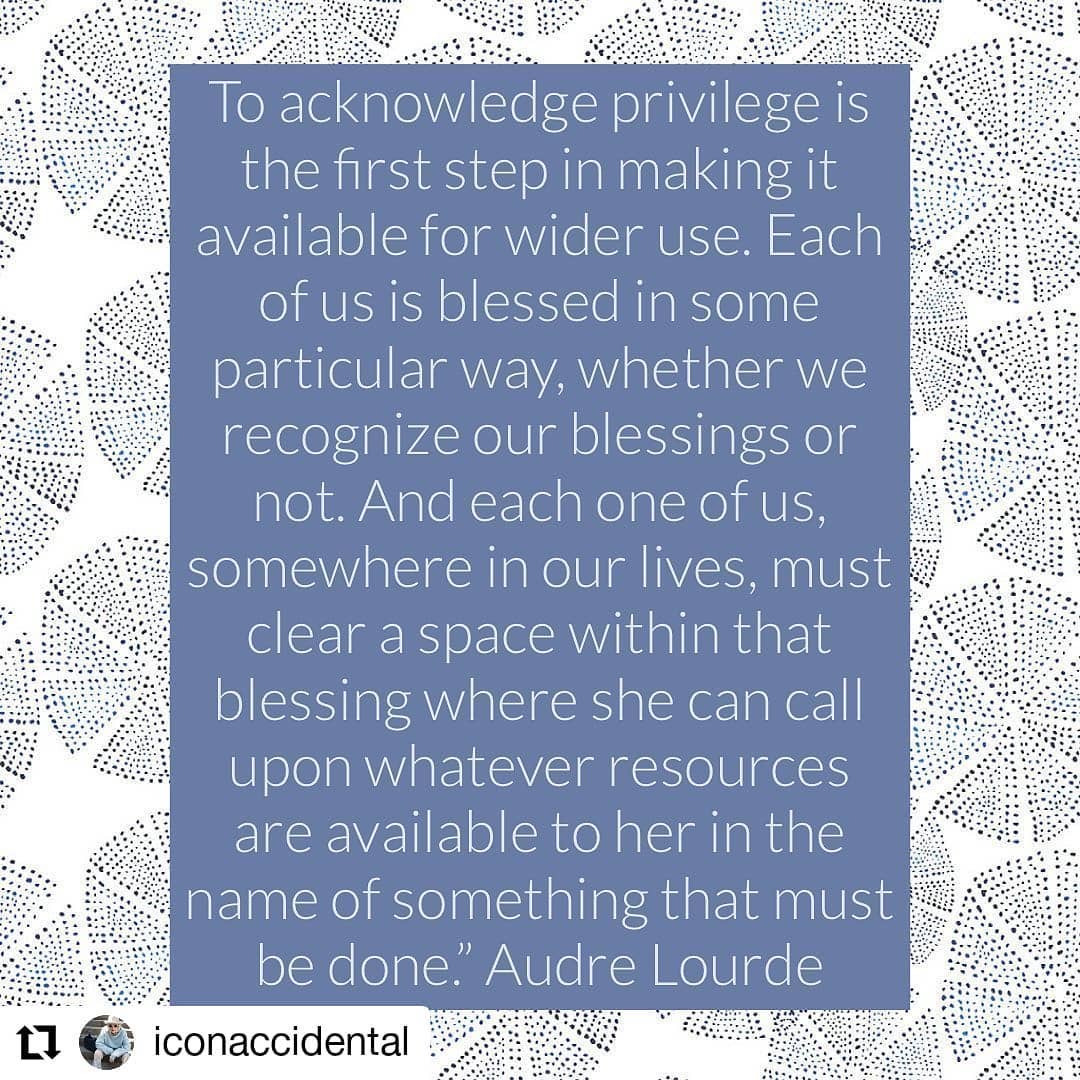 To acknowledge privilege is
the first step in making it
available for wider use. Each
of us is blessed in some
particular way, whether we
recognize our blessings or
not. And each one of us,
somewhere in our lives, must
clear a space within that
blessing where she can call
upon whatever resources
are available to her in the
name of something that must
be done.” Audre Lourde
iconaccidental